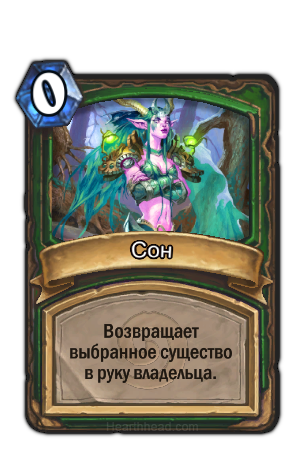 0
Сон
Возвращает
выбранное существо
в руку владельца.
Hearthhead.com